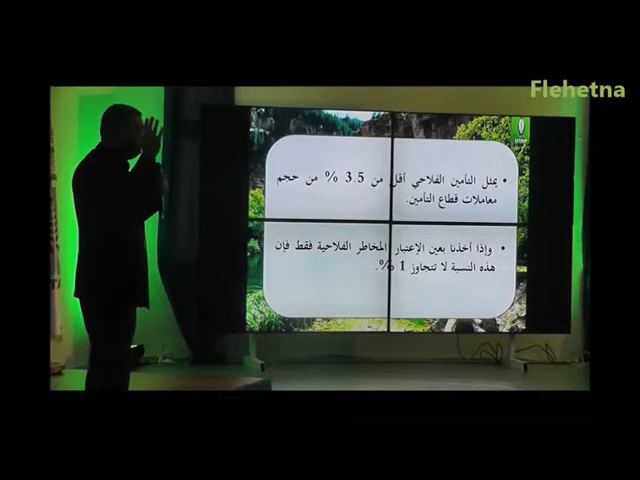 Flehetna
• يمثل التأمين الفلاحي أقل من 3.5 % من حجم
معاملات قطاع التأمين.
• وإذا أخذنا بعين الإعتبار المخاطر الفلاحية فقط فإن
هذه النسبة لا تتجاوز 1 %.